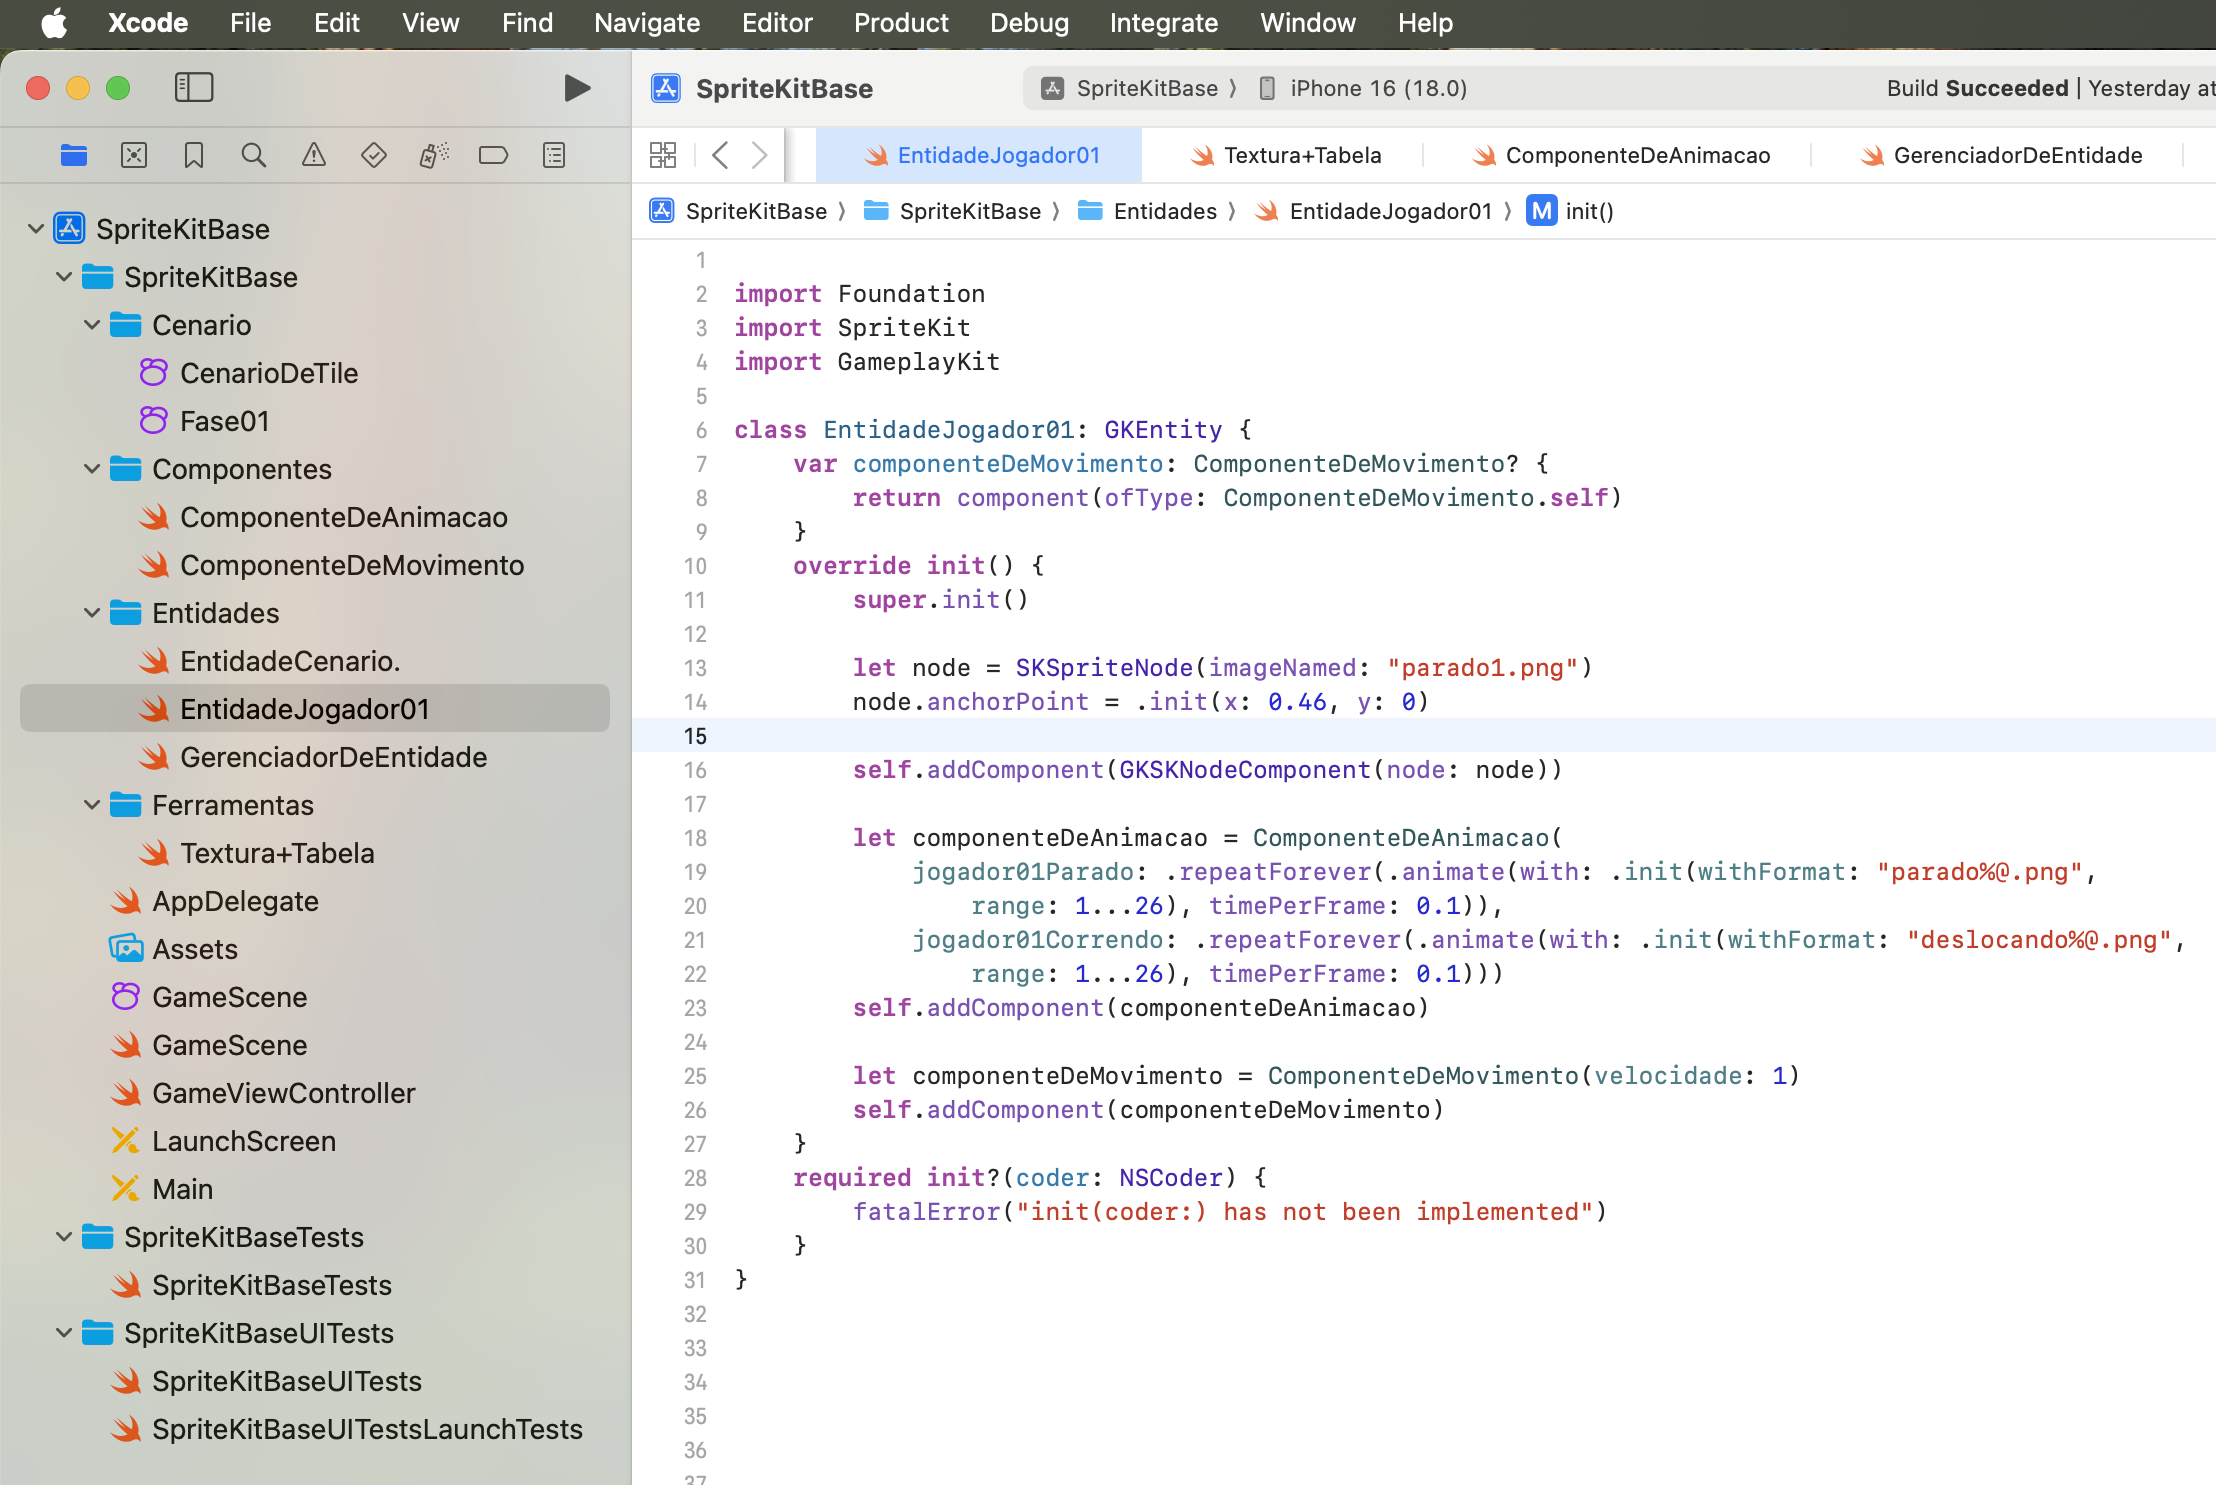 Xcode File Edit View Find Navigate Editor Product Debug Integrate Window Help
SpriteKitBase SpriteKitBase 〉 iPhone 16 (18.0) Build Succeeded | Yesterday at
EntidadeJogador01 Textura+Tabela ComponenteDeAnimacao GerenciadorDeEntidade
SpriteKitBase 〉 SpriteKitBase 〉 Entidades 〉 EntidadeJogador01 〉 M init()
SpriteKitBase
SpriteKitBase
Cenario
CenarioDeTile
Fase01
Componentes
ComponenteDeAnimacao
ComponenteDeMovimento
Entidades
EntidadeCenario.
EntidadeJogador01
GerenciadorDeEntidade
Ferramentas
Textura+Tabela
AppDelegate
Assets
GameScene
GameScene
GameViewController
LaunchScreen
Main
SpriteKitBaseTests
SpriteKitBaseTests
SpriteKitBaseUITests
SpriteKitBaseUITests
SpriteKitBaseUITestsLaunchTests
1
2 import Foundation
3 import SpriteKit
4 import GameplayKit
5
6 class EntidadeJogador01: GKEntity {
7 var componenteDeMovimento: ComponenteDeMovimento? {
8 return component(ofType: ComponenteDeMovimento.self)
9 }
10 override init() {
11 super.init()
12
13 let node = SKSpriteNode(imageNamed: "parado1.png")
14 node.anchorPoint = .init(x: 0.46, y: 0)
15
16 self.addComponent(GKSKNodeComponent(node: node))
17
18 let componenteDeAnimacao = ComponenteDeAnimacao(
19 jogador01Parado: .repeatForever(.animate(with: .init(withFormat: "parado%@.png",
20 range: 1...26), timePerFrame: 0.1)),
21 jogador01Correndo: .repeatForever(.animate(with: .init(withFormat: "deslocando%@.png",
22 range: 1...26), timePerFrame: 0.1)))
23 self.addComponent(componenteDeAnimacao)
24
25 let componenteDeMovimento = ComponenteDeMovimento(velocidade: 1)
26 self.addComponent(componenteDeMovimento)
27 }
28 required init?(coder: NSCoder) {
29 fatalError("init(coder:) has not been implemented")
30 }
31 }
32
33
34
35
36
37